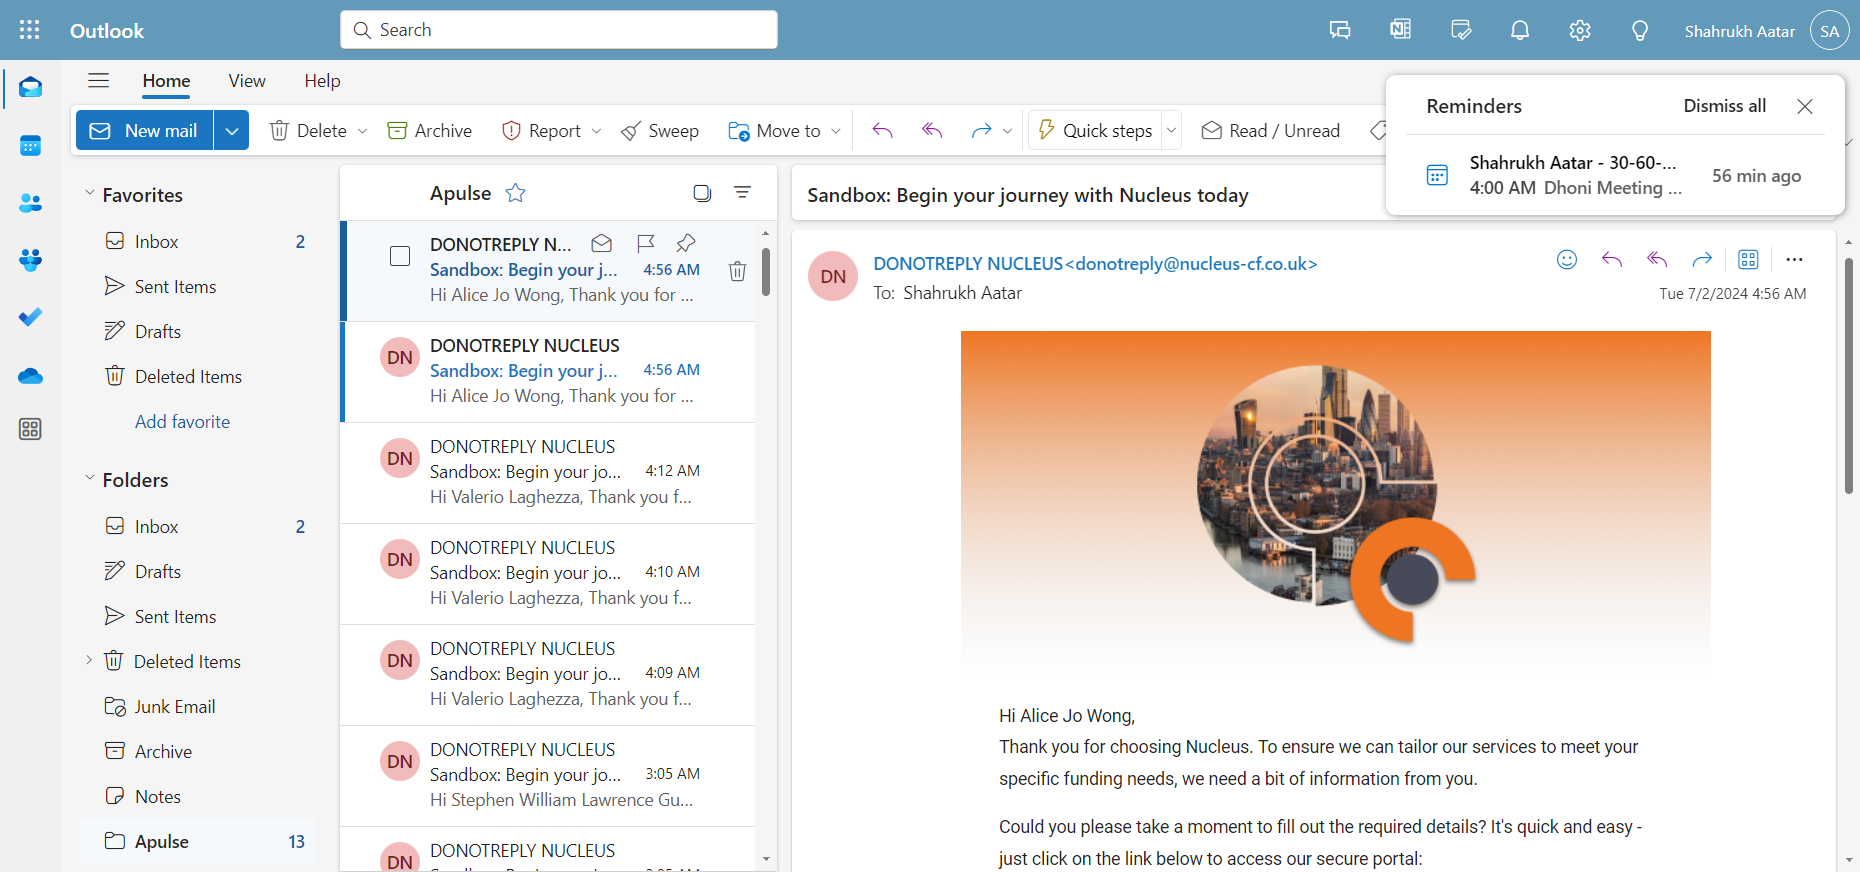 Outlook
Search
Shahrukh Aatar
SA
Home
View
Help
New mail
Delete
Archive
Report
Sweep
Move to
Quick steps
Read / Unread
Reminders
Dismiss all
Shahrukh Aatar - 30-60-...
4:00 AM Dhoni Meeting ...
56 min ago
Favorites
Inbox 2
Sent Items
Drafts
Deleted Items
Add favorite
Folders
Inbox 2
Drafts
Sent Items
Deleted Items
Junk Email
Archive
Notes
Apulse 13
Apulse
DONOTREPLY N...
Sandbox: Begin your j... 4:56 AM
Hi Alice Jo Wong, Thank you for ...
DN
DONOTREPLY NUCLEUS
Sandbox: Begin your j... 4:56 AM
Hi Alice Jo Wong, Thank you for ...
DN
DONOTREPLY NUCLEUS
Sandbox: Begin your jo... 4:12 AM
Hi Valerio Laghezza, Thank you f...
DN
DONOTREPLY NUCLEUS
Sandbox: Begin your jo... 4:10 AM
Hi Valerio Laghezza, Thank you f...
DN
DONOTREPLY NUCLEUS
Sandbox: Begin your jo... 4:09 AM
Hi Valerio Laghezza, Thank you f...
DN
DONOTREPLY NUCLEUS
Sandbox: Begin your jo... 3:05 AM
Hi Stephen William Lawrence Gu...
DN
DONOTREPLY NUCLEUS
Sandbox: Begin your journey with Nucleus today
DN
DONOTREPLY NUCLEUS<donotreply@nucleus-cf.co.uk>
To: Shahrukh Aatar
Tue 7/2/2024 4:56 AM
Hi Alice Jo Wong,
Thank you for choosing Nucleus. To ensure we can tailor our services to meet your
specific funding needs, we need a bit of information from you.
Could you please take a moment to fill out the required details? It's quick and easy -
just click on the link below to access our secure portal: